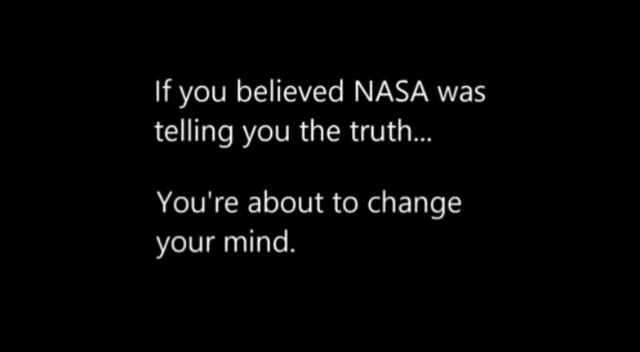 If you believed NASA was
telling you the truth...
You're about to change
your mind.